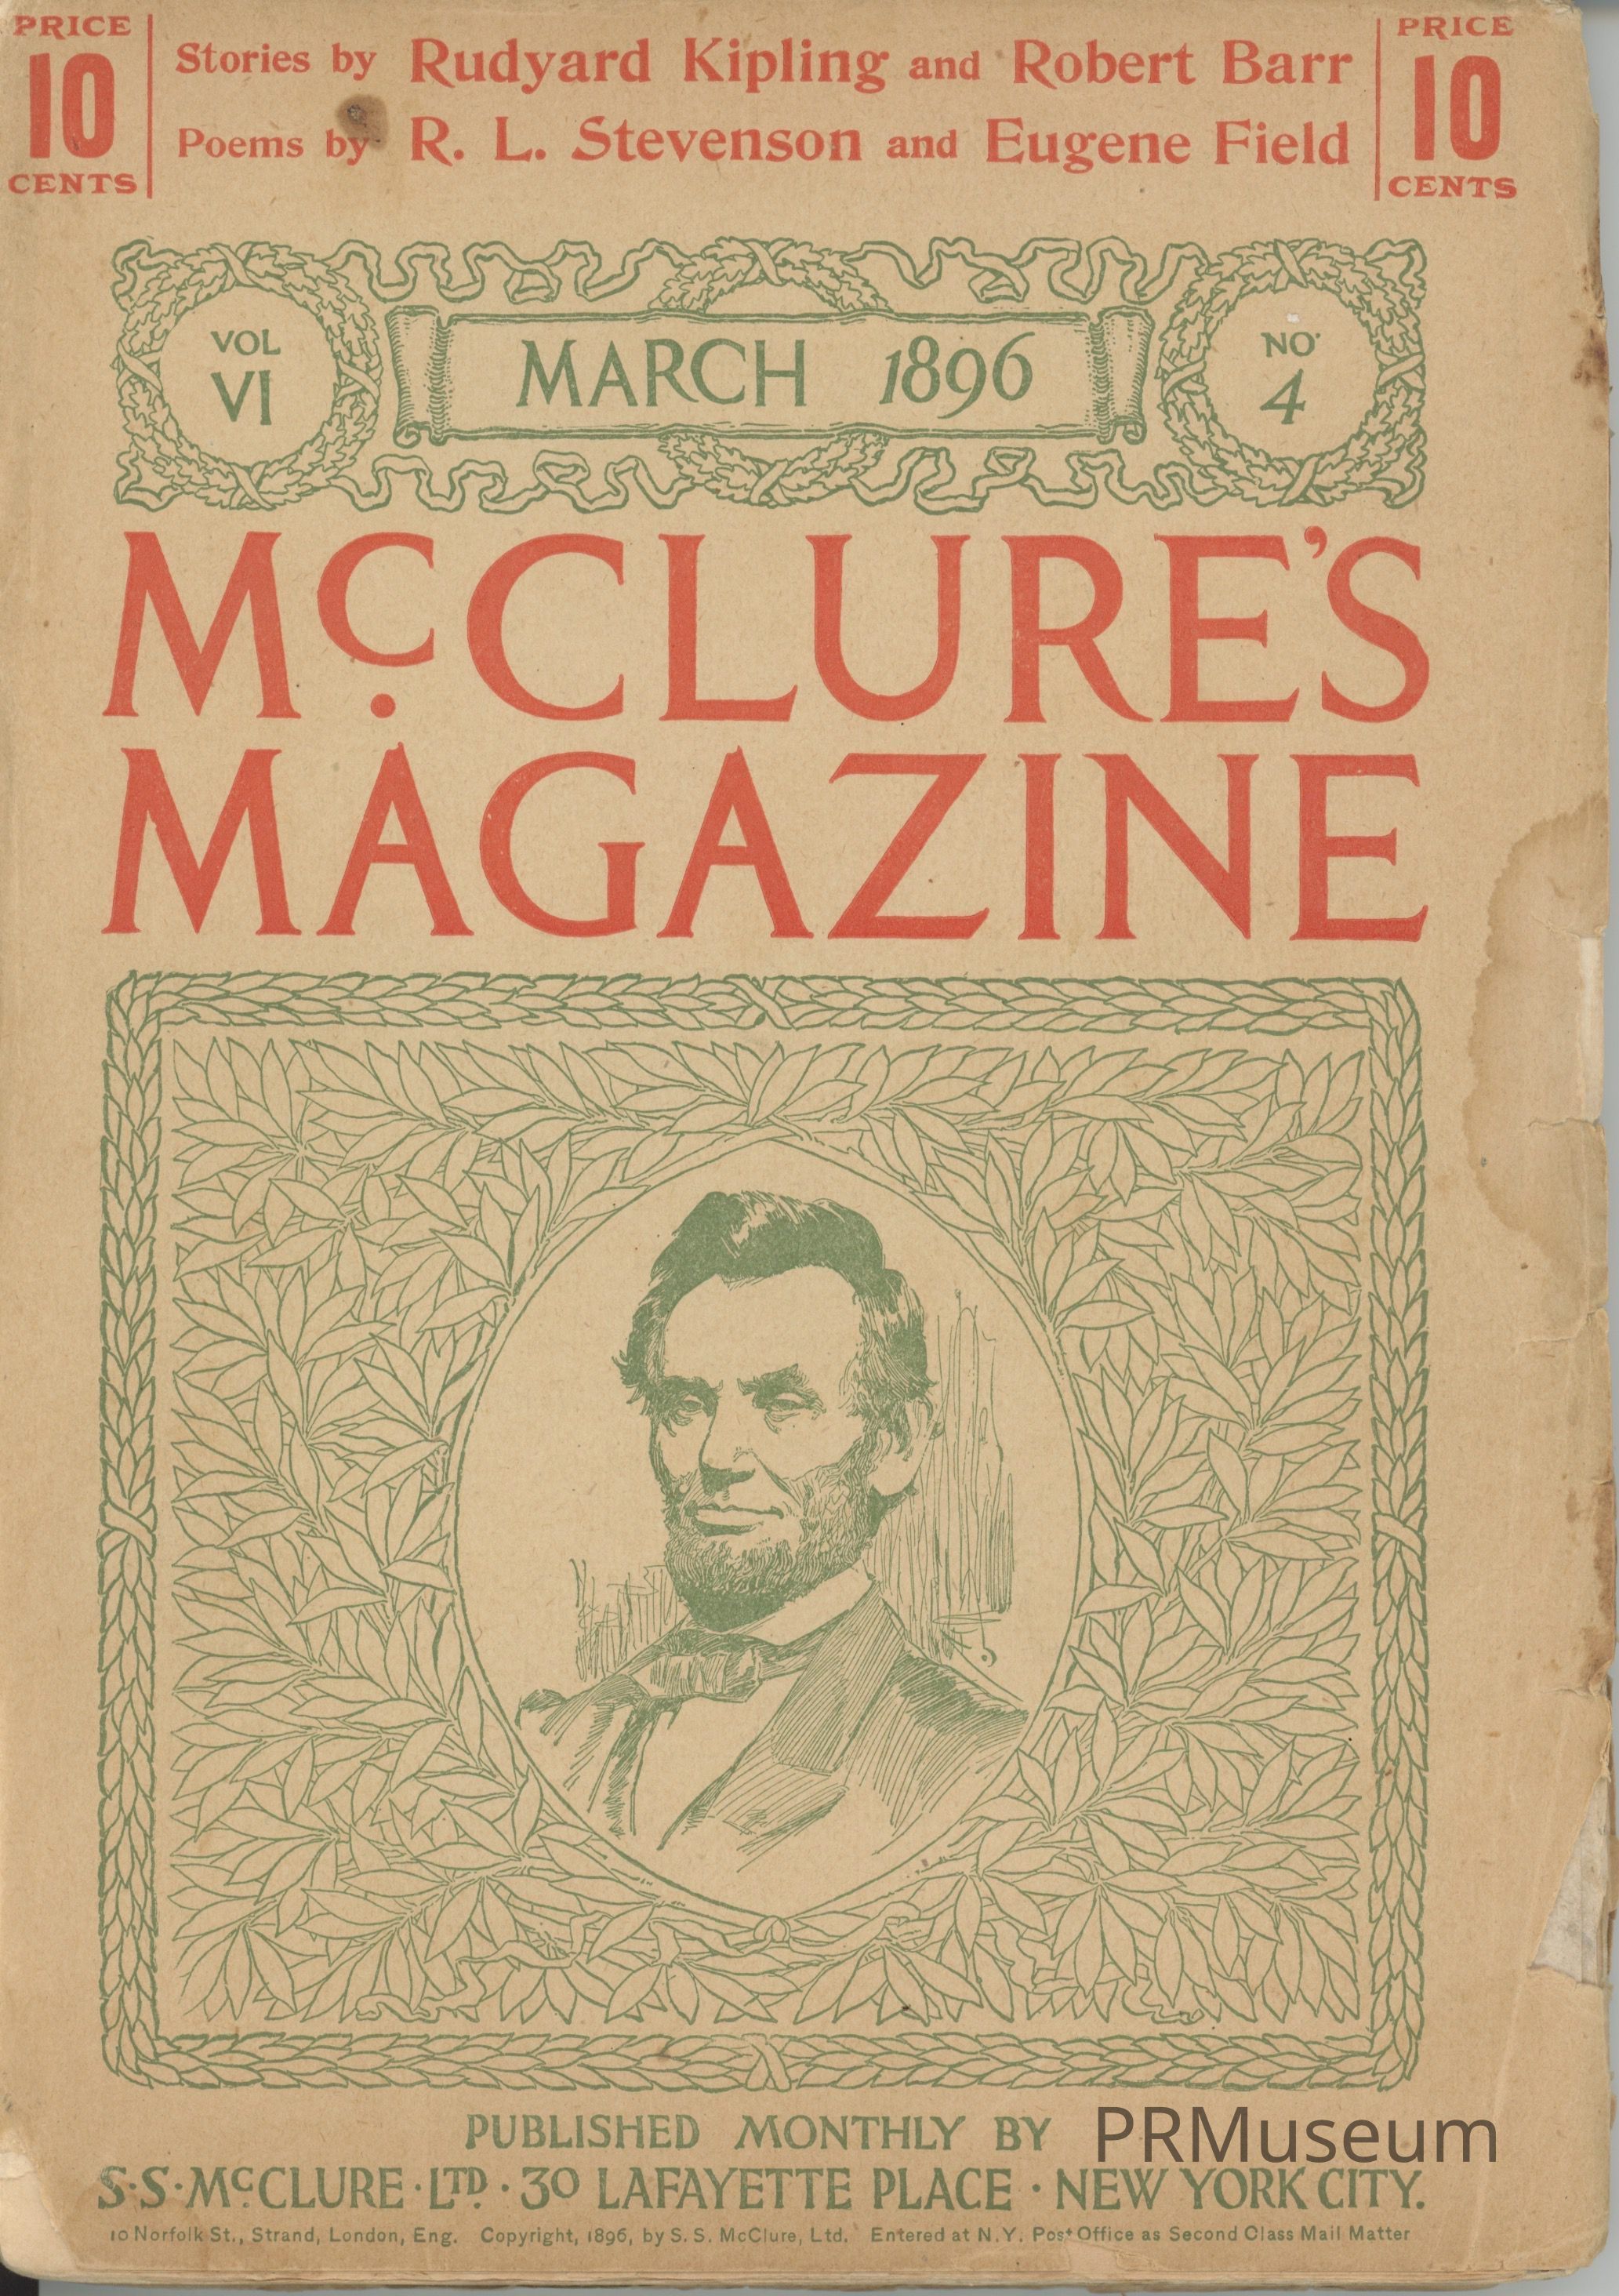 PRICE
10
CENTS
Stories by Rudyard Kipling and Robert Barr
Poems by R. L. Stevenson and Eugene Field
PRICE
10
CENTS
VOL
VI
MARCH 1896
NO.
4
McCLURE'S
MAGAZINE
PUBLISHED MONTHLY BY
PRMuseum
S·S·McCLURE·LTD·30 LAFAYETTE PLACE·NEW YORK CITY.
10 Norfolk St., Strand, London, Eng. Copyright, 1896, by S. S. McClure, Ltd. Entered at N.Y. Post Office as Second Class Mail Matter